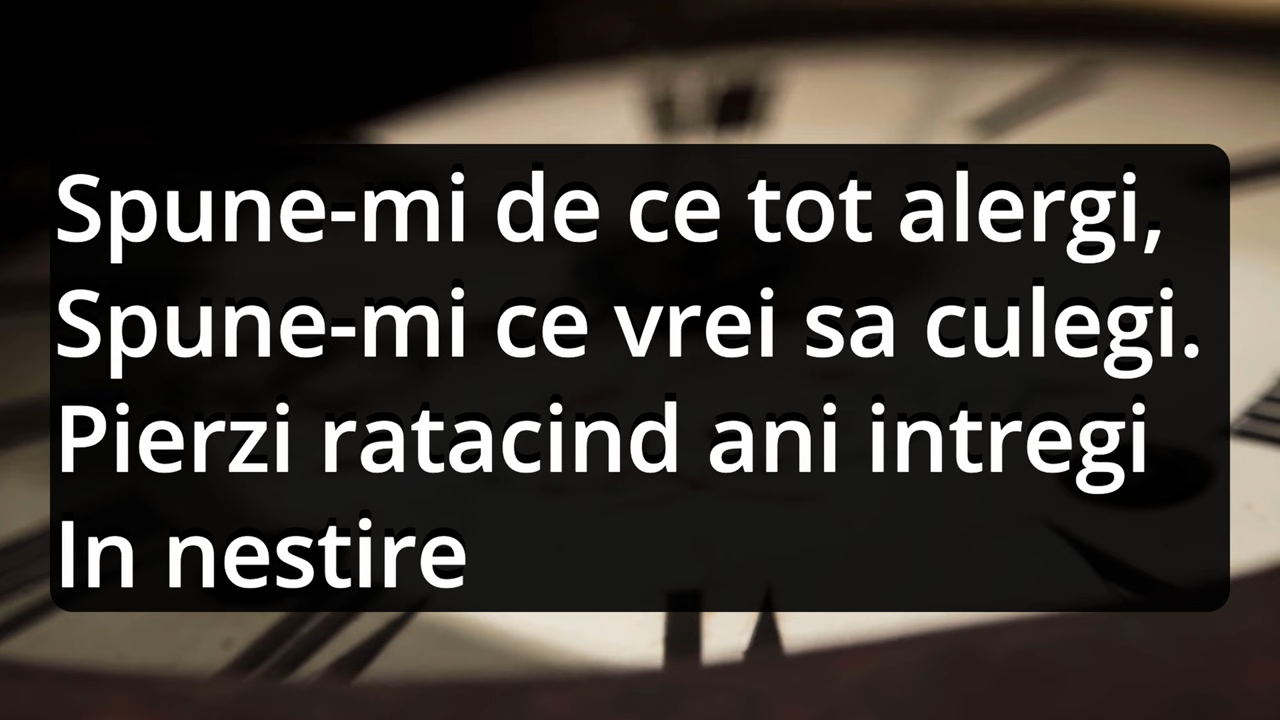 Spune-mi de ce tot alergi,
Spune-mi ce vrei sa culegi.
Pierzi ratacind ani intregi
In nestire